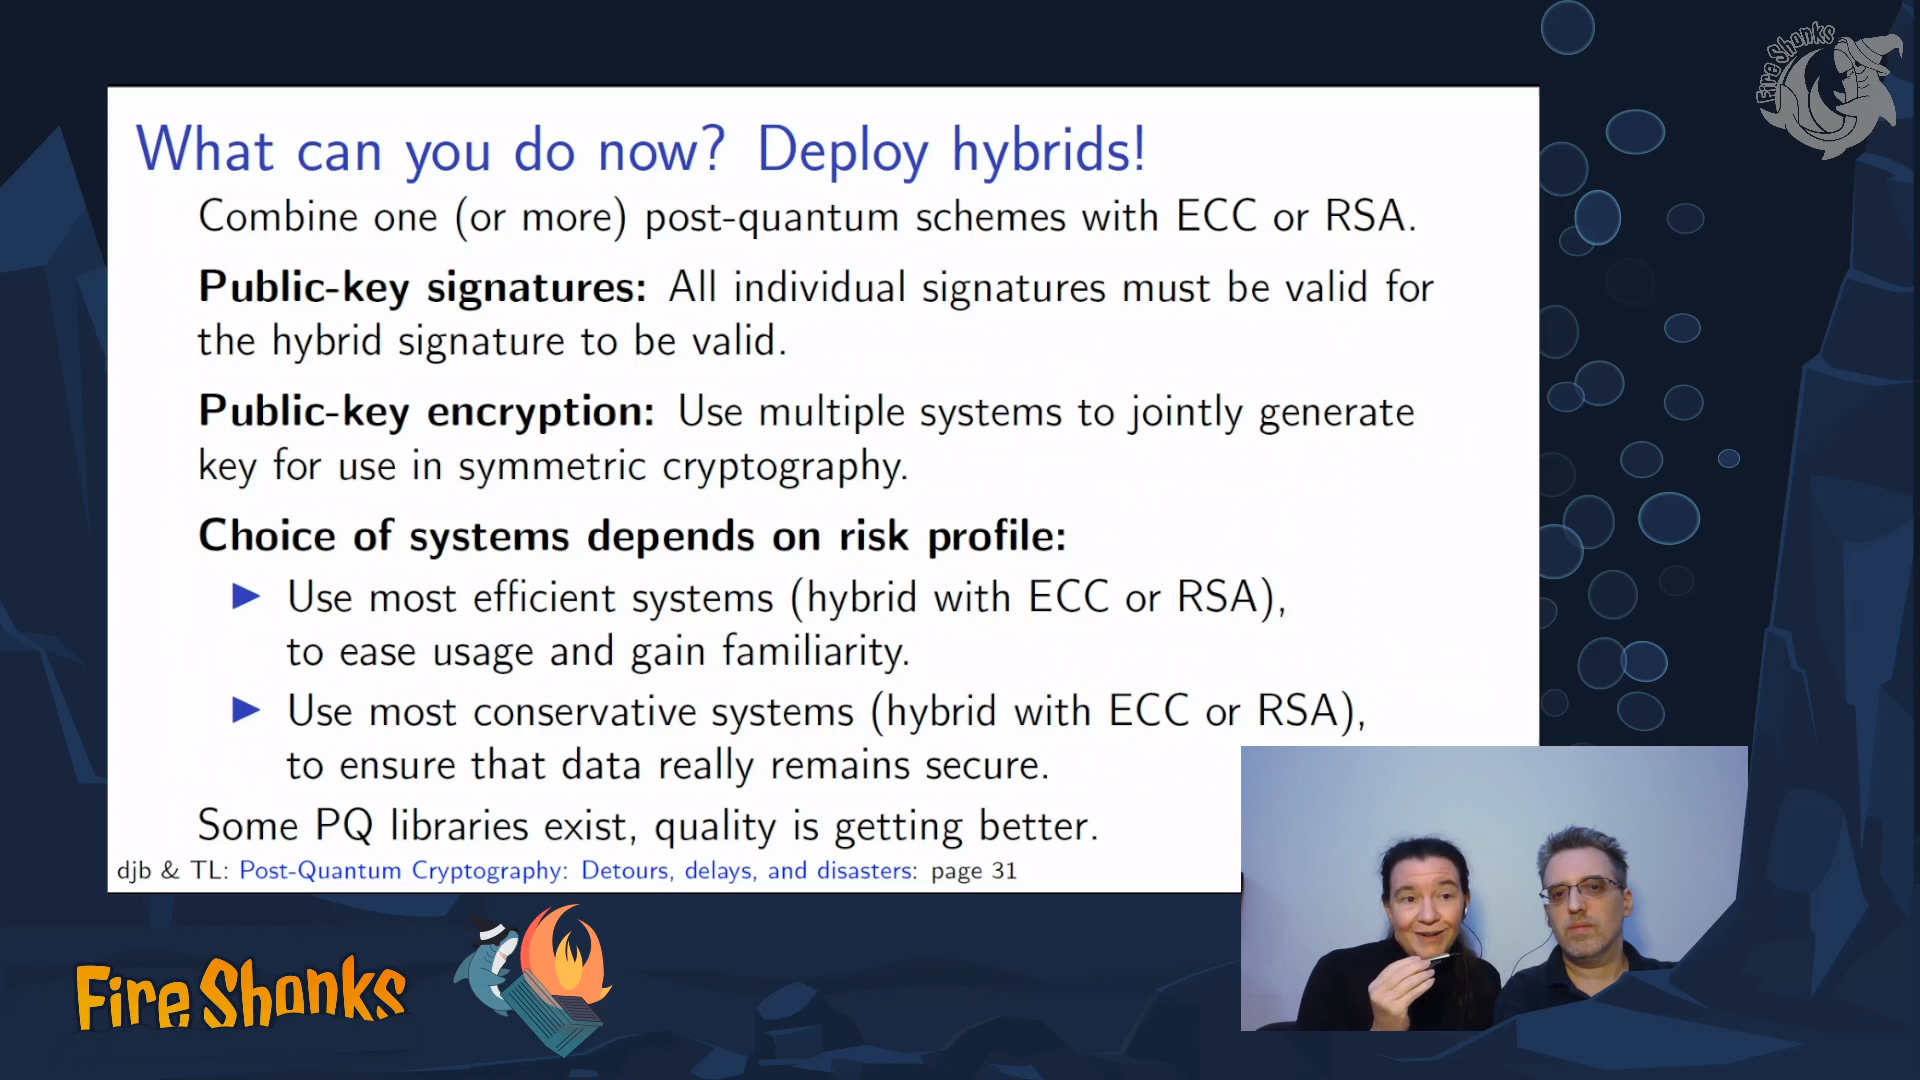 Fire Shonks
What can you do now? Deploy hybrids!
Combine one (or more) post-quantum schemes with ECC or RSA.
Public-key signatures: All individual signatures must be valid for
the hybrid signature to be valid.
Public-key encryption: Use multiple systems to jointly generate
key for use in symmetric cryptography.
Choice of systems depends on risk profile:
▶ Use most efficient systems (hybrid with ECC or RSA),
to ease usage and gain familiarity.
▶ Use most conservative systems (hybrid with ECC or RSA),
to ensure that data really remains secure.
Some PQ libraries exist, quality is getting better.
djb & TL: Post-Quantum Cryptography: Detours, delays, and disasters: page 31
Fire Shonks